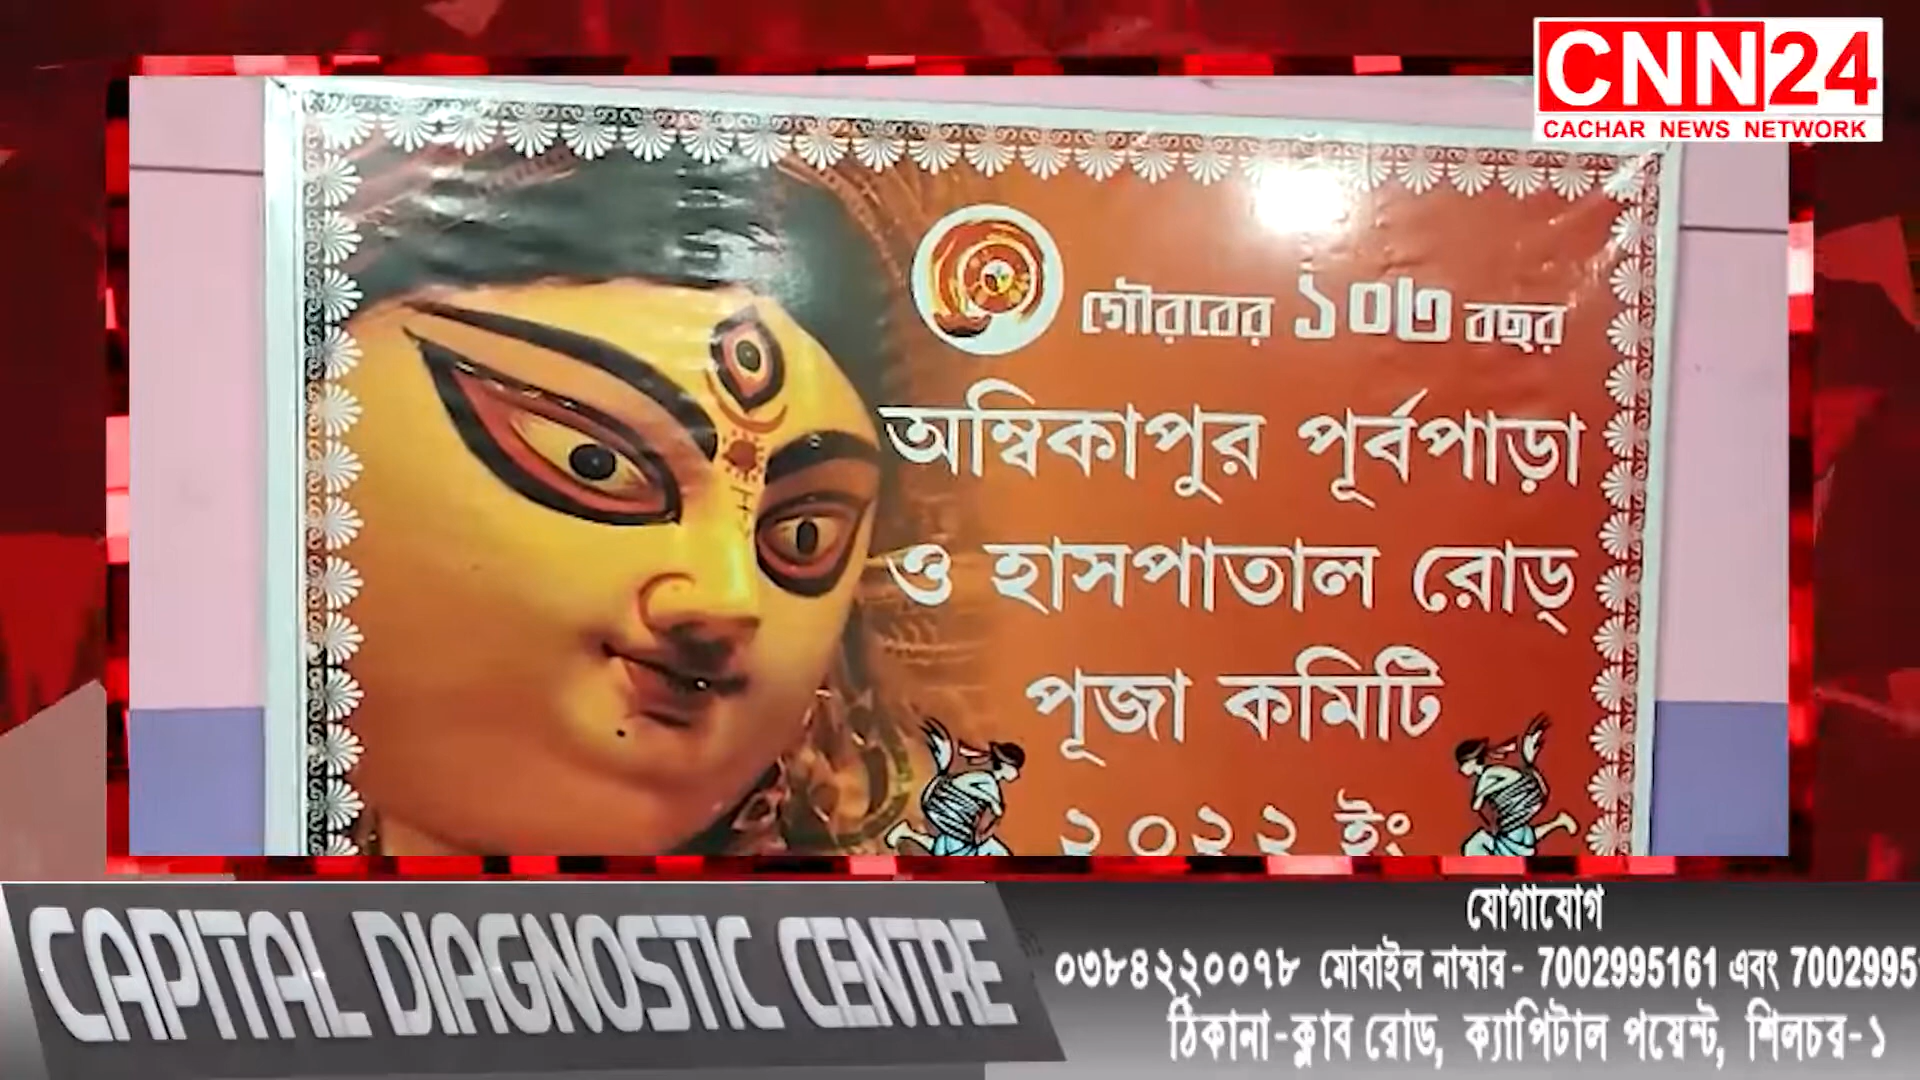 CNN24
CACHAR NEWS NETWORK
গৌরবের ১০৩ বছর
অম্বিকাপুর পূর্বপাড়া
ও হাসপাতাল রোড্
পূজা কমিটি
২০২২ ইং
CAPITAL DIAGNOSTIC CENTRE
যোগাযোগ
০৩৮৪২২০০৭৮ মোবাইল নাম্বার - 7002995161 এবং 7002995
ঠিকানা-ক্লাব রোড, ক্যাপিটাল পয়েন্ট, শিলচর-১